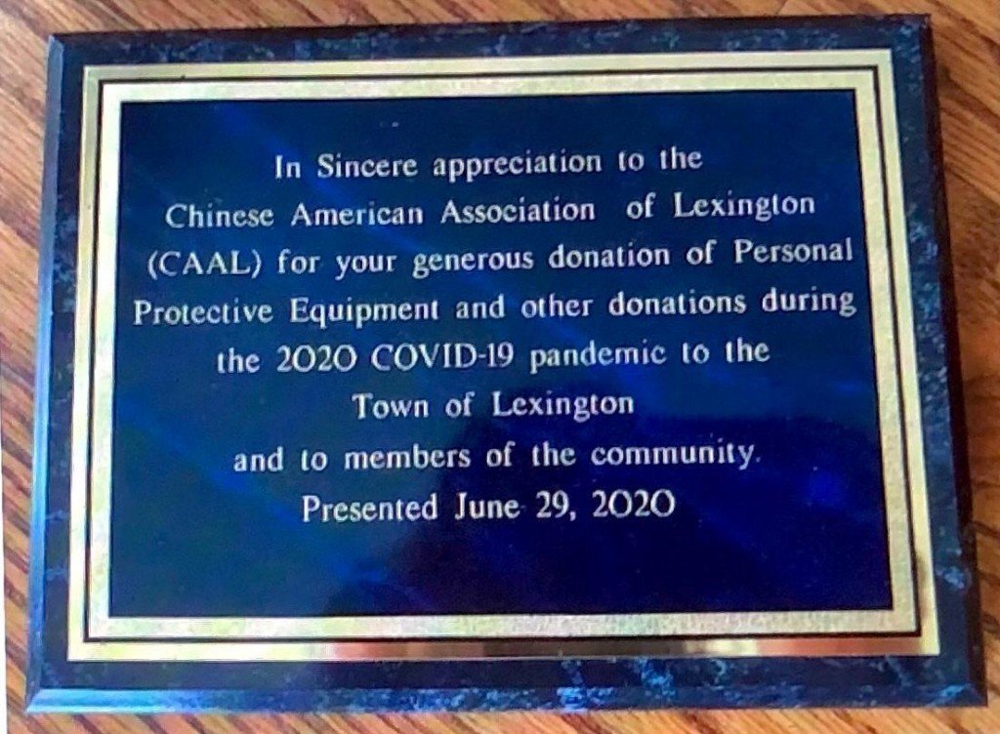 In Sincere appreciation to the
Chinese American Association of Lexington
(CAAL) for your generous donation of Personal
Protective Equipment and other donations during
the 2020 COVID-19 pandemic to the
Town of Lexington
and to members of the community.
Presented June 29, 2020